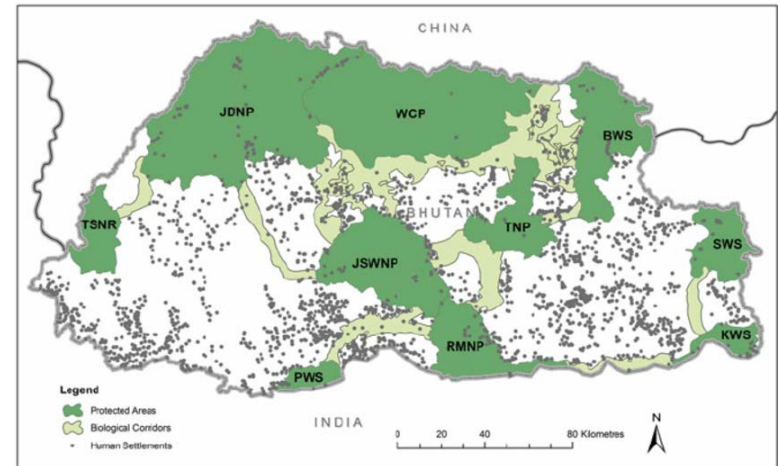 CHINA
JDNP
WCP
BWS
TSNR
BHUTAN
TNP
SWS
JSWNP
KWS
RMNP
PWS
Legend
Protected Areas
Biological Corridors
Human Settlements
INDIA
0 20 40 80 Kilometres
N